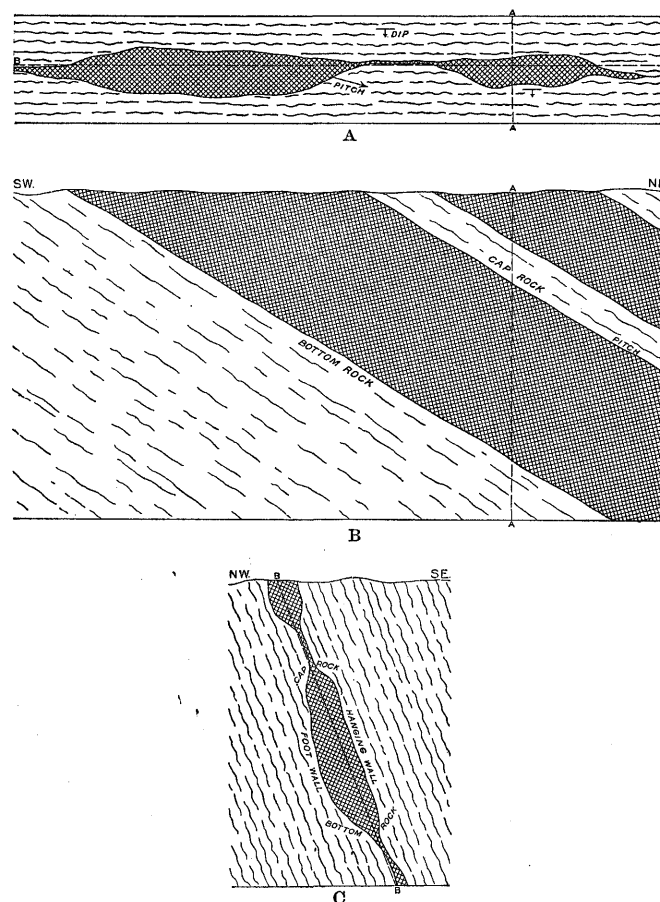 A
DIP
B
PITCH
A
A
SW.
A
NE
CAP ROCK
PITCH
BOTTOM ROCK
A
B
NW.
B
SE.
CAP ROCK
HANGING WALL
FOOT WALL
BOTTOM ROCK
B
C